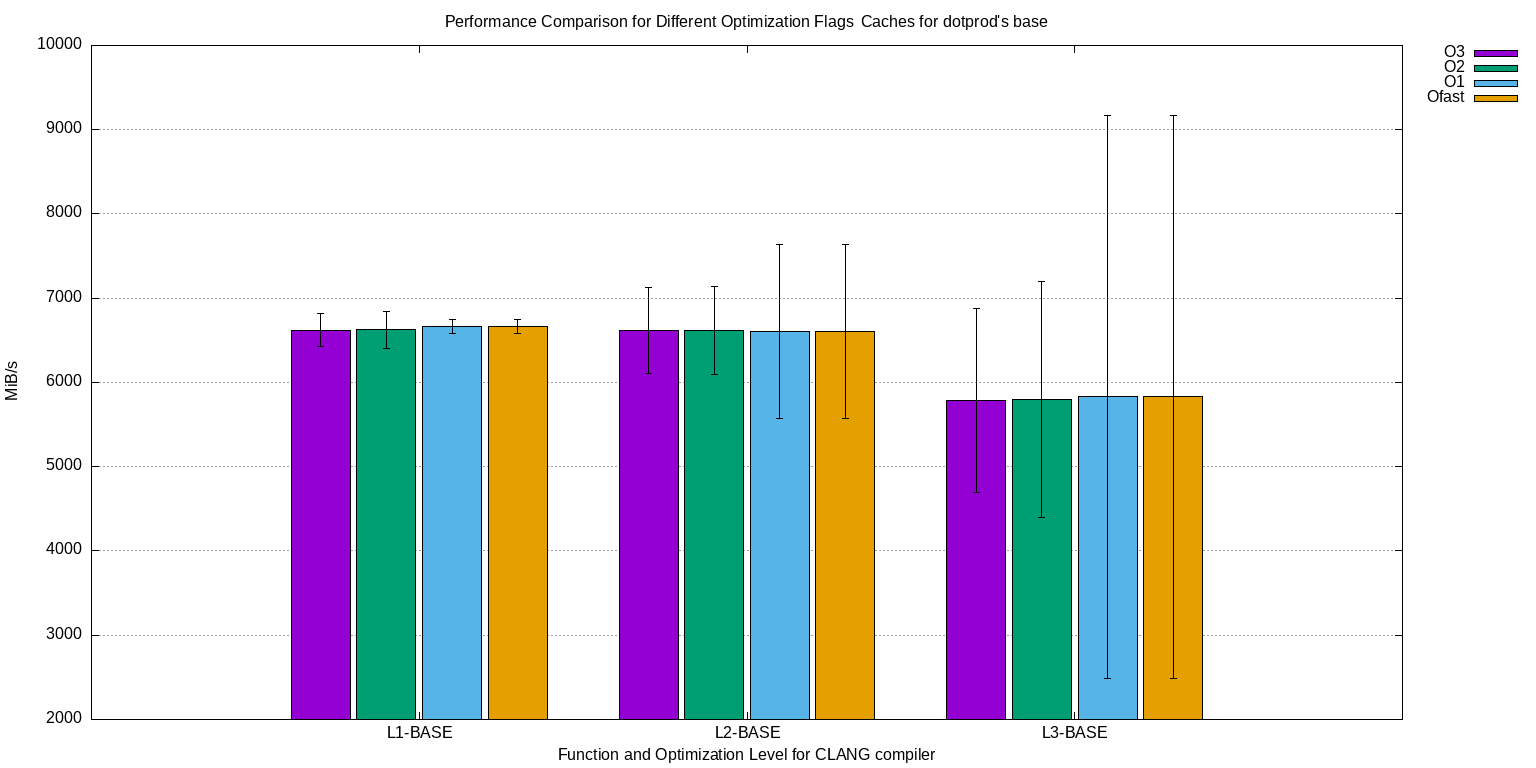 Performance Comparison for Different Optimization Flags Caches for dotprod's base
10000
9000
8000
7000
6000
5000
4000
3000
2000
MiB/s
O3
O2
O1
Ofast
L1-BASE
L2-BASE
L3-BASE
Function and Optimization Level for CLANG compiler